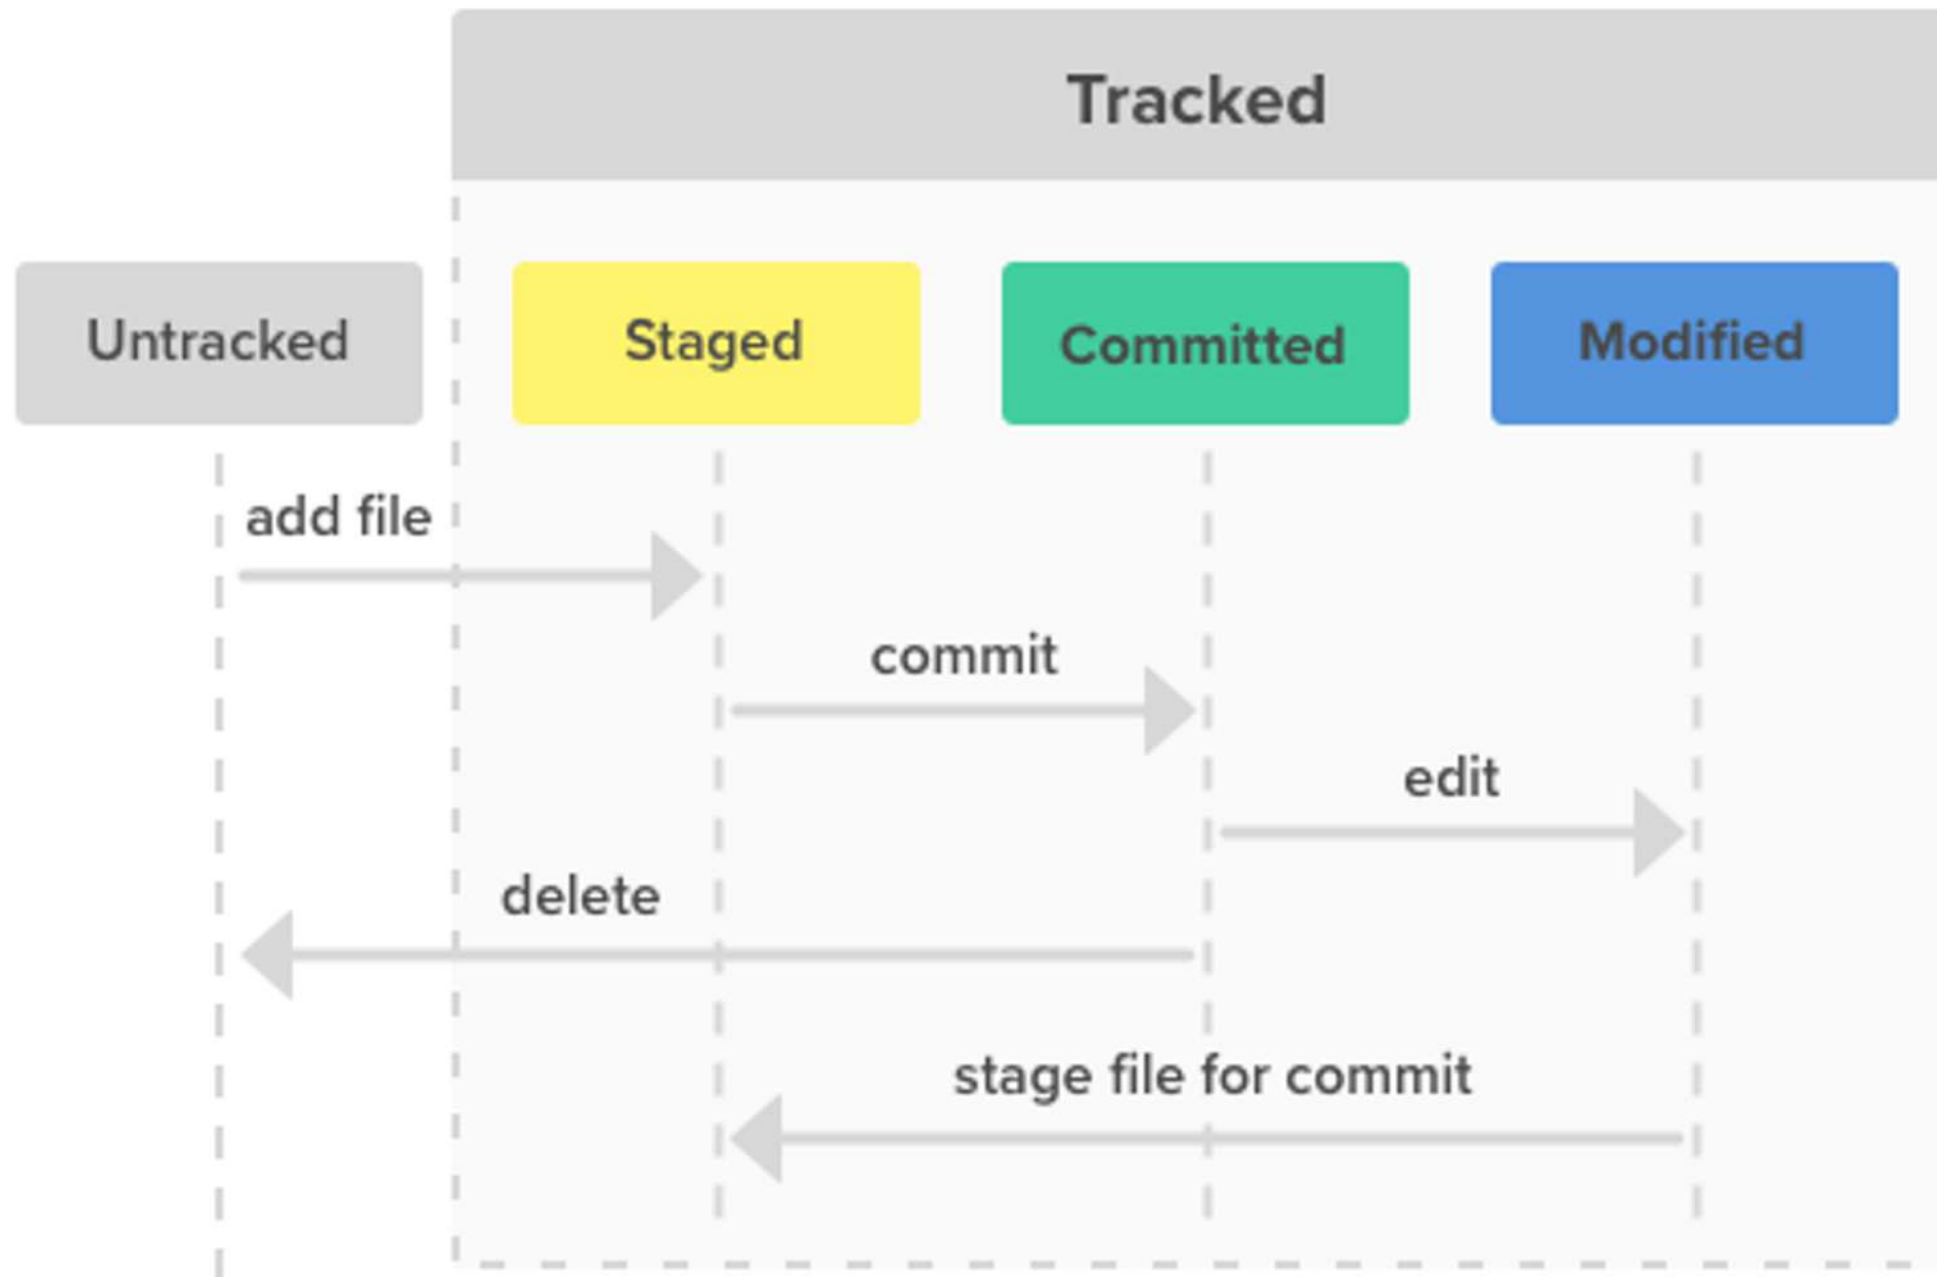 Tracked
Untracked
Staged
Committed
Modified
add file
commit
edit
delete
stage file for commit